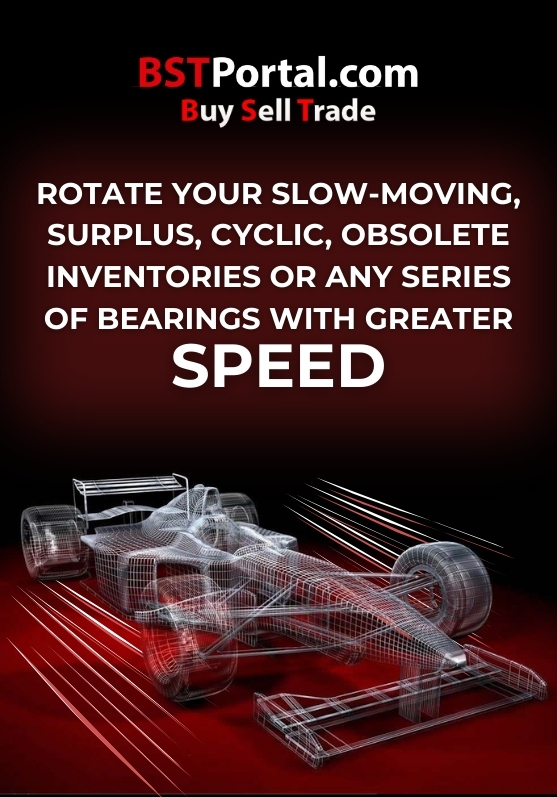 BSTPortal.com
Buy Sell Trade
ROTATE YOUR SLOW-MOVING,
SURPLUS, CYCLIC, OBSOLETE
INVENTORIES OR ANY SERIES
OF BEARINGS WITH GREATER
SPEED